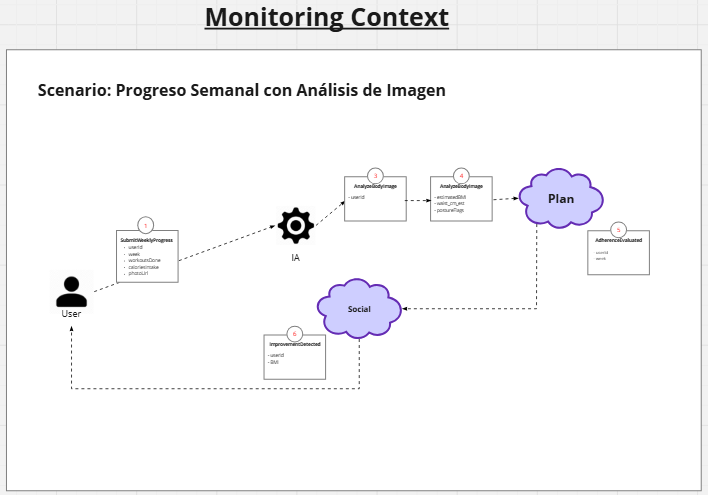 Monitoring Context
Scenario: Progreso Semanal con Análisis de Imagen
1
SubmitWeeklyProgress
- userId
- week
- workoutsDone
- calorieIntake
- photoUrl
User
IA
3
AnalyzeBodyImage
- userId
4
AnalyzeBodyImage
- estimatedBMI
- waist_cm_est
- postureFlags
Plan
5
AdherenceEvaluated
- userId
- week
Social
6
ImprovementDetected
- userId
- BMI